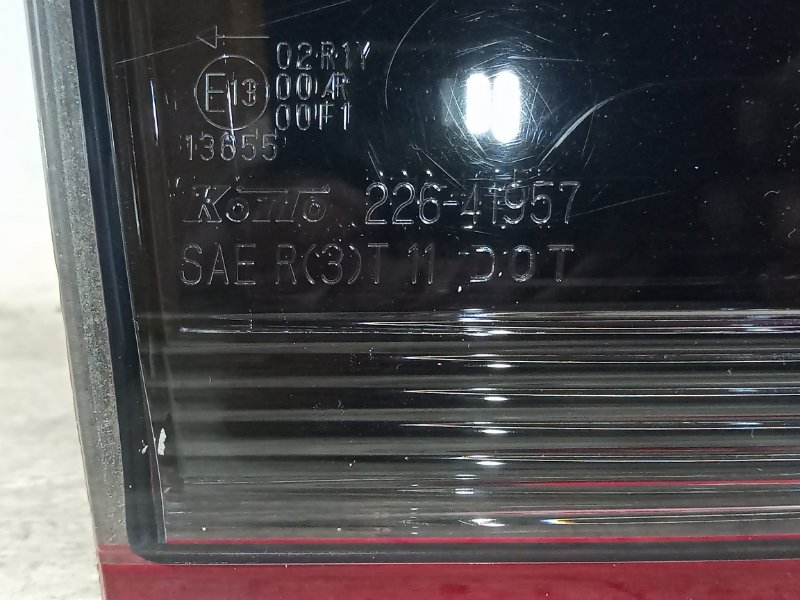 02R1Y
E13 00AR
00F1
13655
KOITO 226-41957
SAE R(3)T 11 DOT